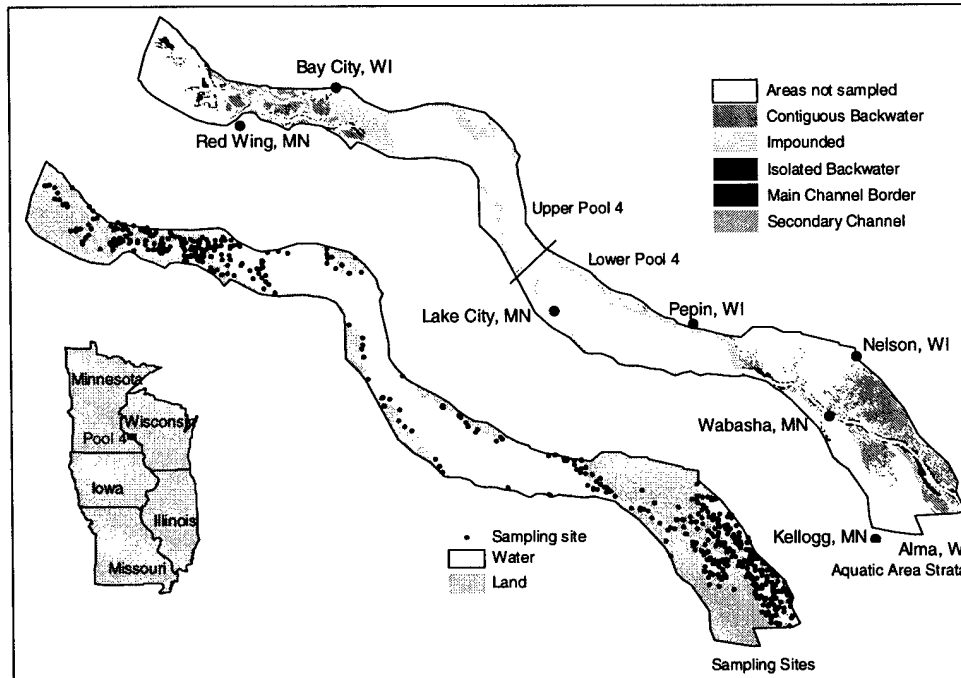 Bay City, WI
Red Wing, MN
Areas not sampled
Contiguous Backwater
Impounded
Isolated Backwater
Main Channel Border
Secondary Channel
Upper Pool 4
Lower Pool 4
Lake City, MN
Pepin, WI
Nelson, WI
Wabasha, MN
Kellogg, MN
Alma, W
Aquatic Area Strata
Minnesota
Wisconsin
Pool 4
Iowa
Illinois
Missouri
Sampling site
Water
Land
Sampling Sites